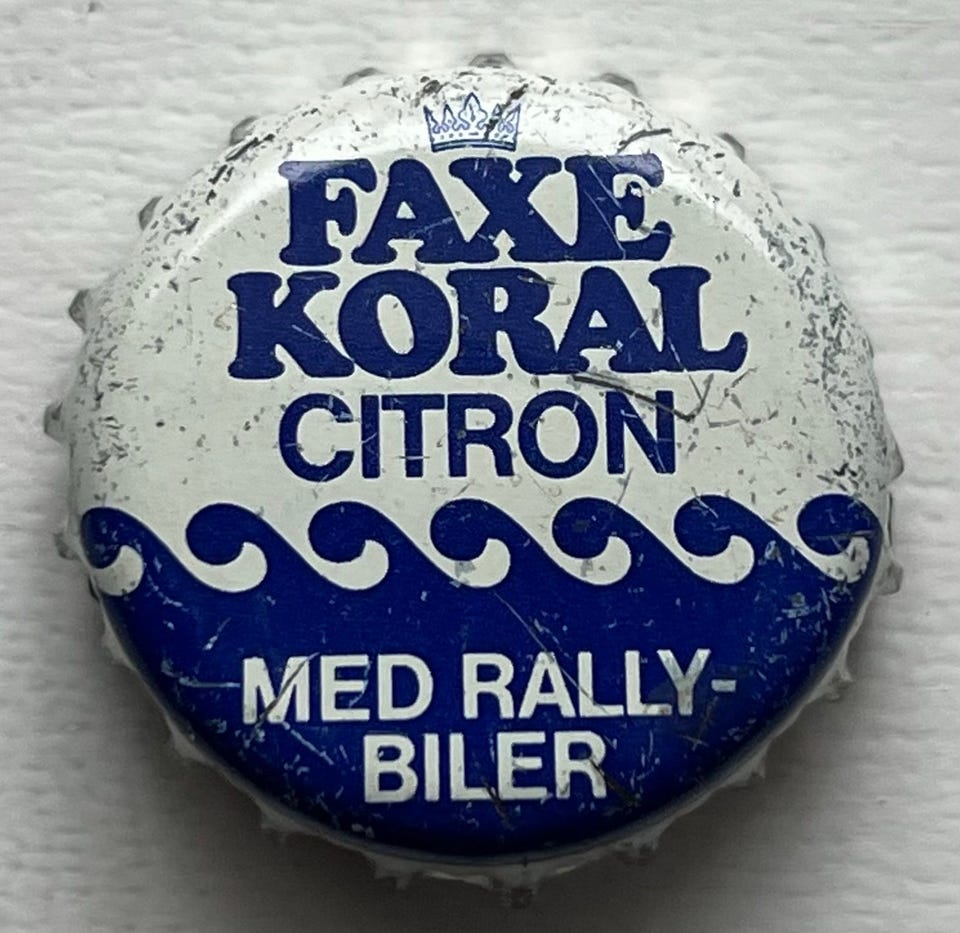 FAXE
KORAL
CITRON
MED RALLY-
BILER